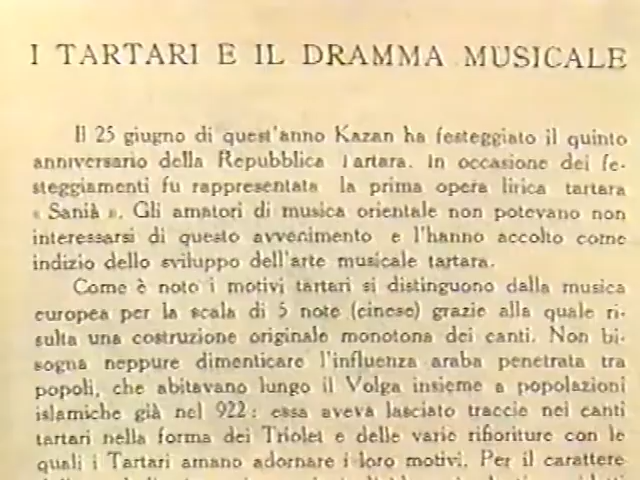 I TARTARI E IL DRAMMA MUSICALE
Il 25 giugno di quest'anno Kazan ha festeggiato il quinto
anniversario della Repubblica Tartara. In occasione dei fe-
steggiamenti fu rappresentata la prima opera lirica tartara
« Sanià ». Gli amatori di musica orientale non potevano non
interessarsi di questo avvenimento e l'hanno accolto come
indizio dello sviluppo dell'arte musicale tartara.
Come è noto i motivi tartari si distinguono dalla musica
europea per la scala di 5 note (cinese) grazie alla quale ri-
sulta una costruzione originale monotona dei canti. Non bi-
sogna neppure dimenticare l'influenza araba penetrata tra
popoli, che abitavano lungo il Volga insieme a popolazioni
islamiche già nel 922: essa aveva lasciato traccie nei canti
tartari nella forma dei Triolet e delle varie rifioriture con le
quali i Tartari amano adornare i loro motivi. Per il carattere